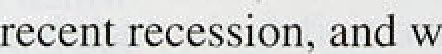 recent recession, and w